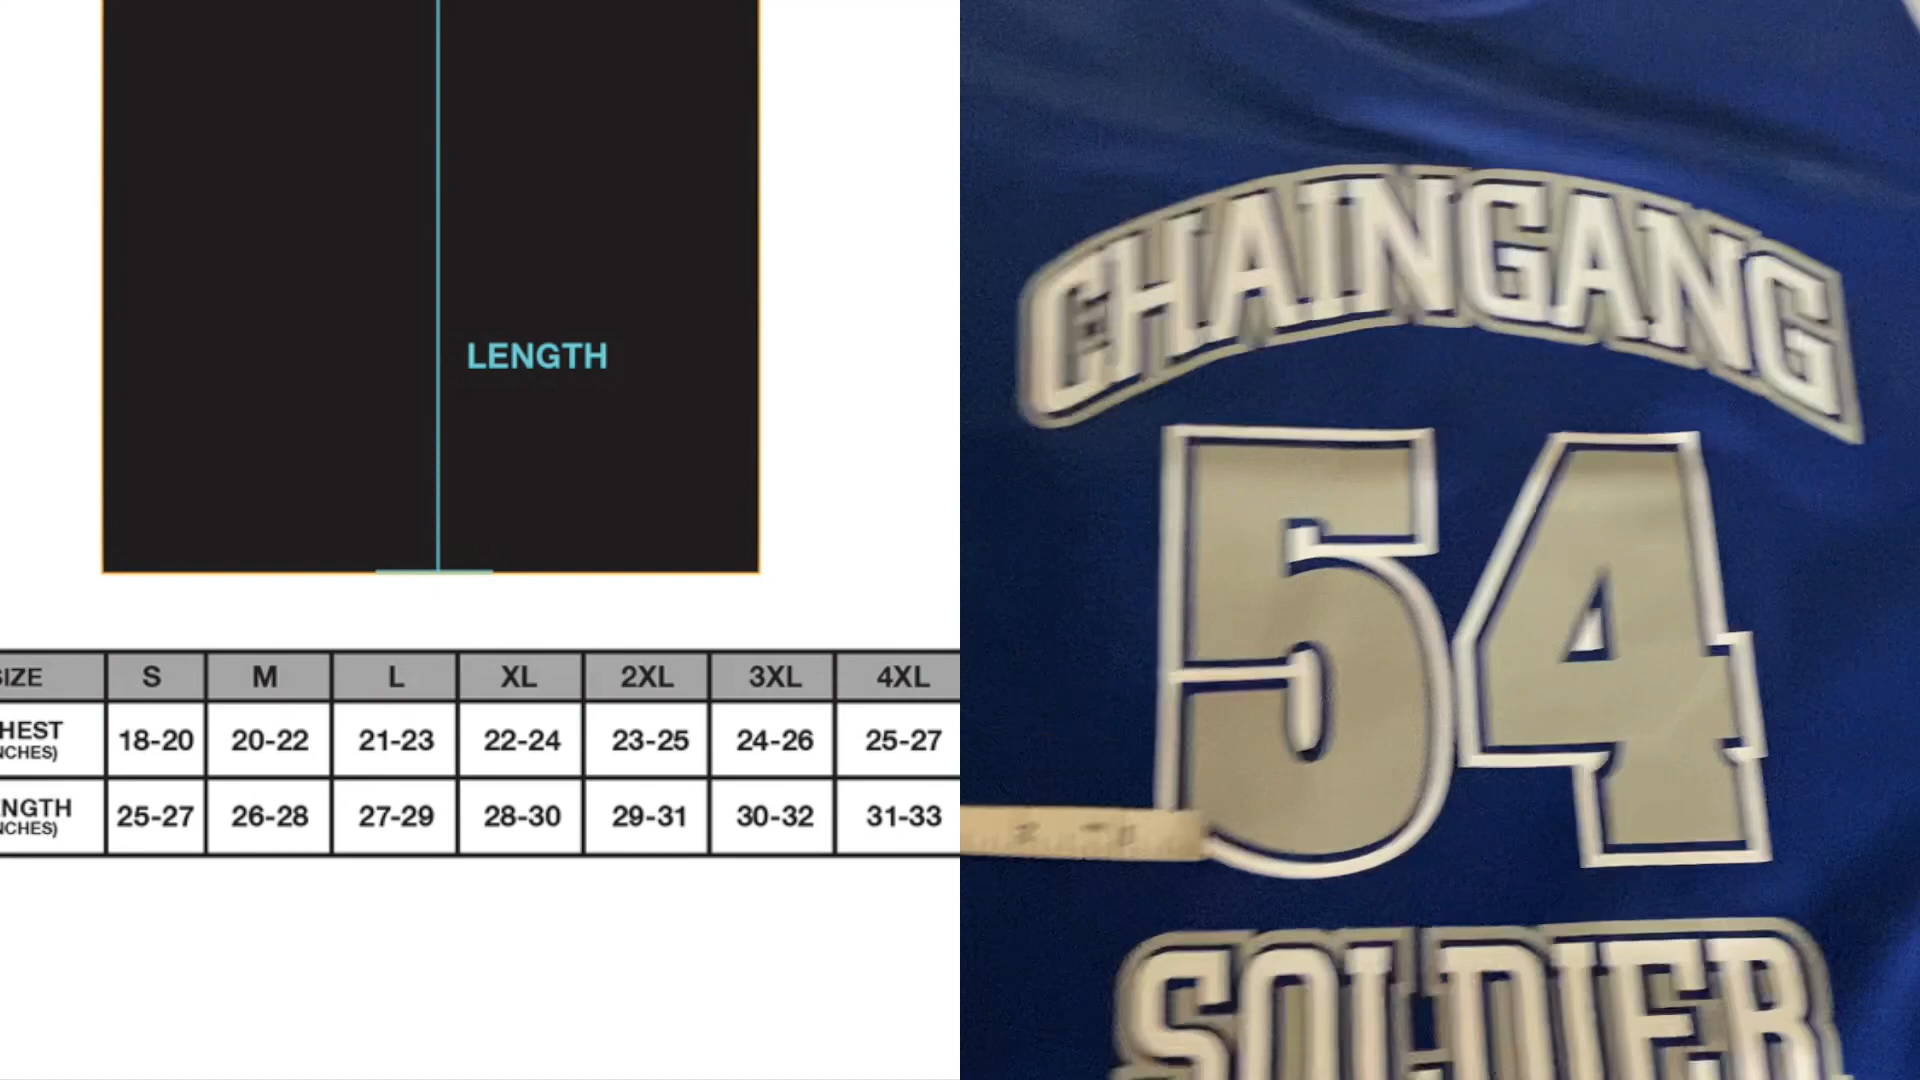 LENGTH
SIZE S M L XL 2XL 3XL 4XL
HEST 18-20 20-22 21-23 22-24 23-25 24-26 25-27
NCHES)
NGTH 25-27 26-28 27-29 28-30 29-31 30-32 31-33
NCHES)
CHAINGANG
54
SOLDIER